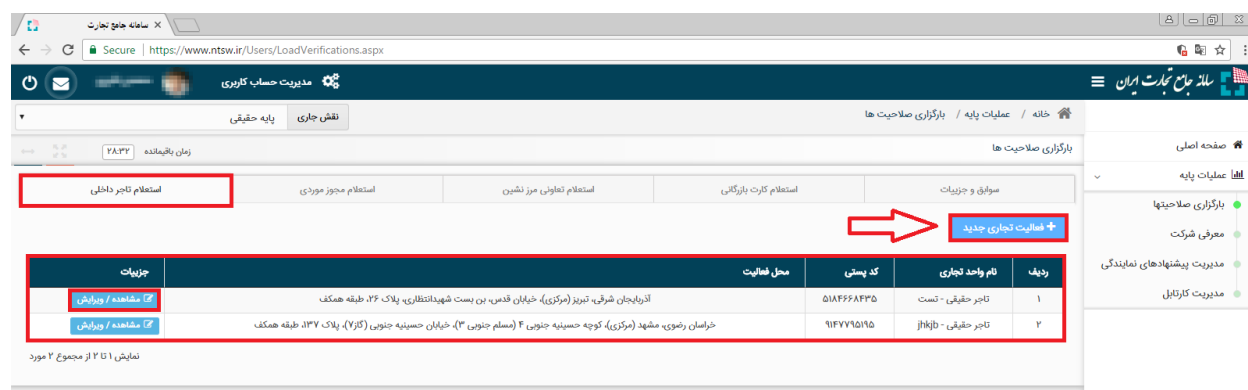 سامانه جامع تجارت
Secure | https://www.ntsw.ir/Users/LoadVerifications.aspx
سامانه جامع تجارت ایران
مدیریت حساب کاربری
خانه / عملیات پایه / بارگزاری صلاحیت ها
نقش جاری پایه حقیقی
صفحه اصلی
عملیات پایه
بارگزاری صلاحیتها
معرفی شرکت
مدیریت پیشنهادهای نمایندگی
مدیریت کارتابل
بارگزاری صلاحیت ها
زمان باقیمانده ۲۸:۳۲
سوابق و جزییات
استعلام کارت بازرگانی
استعلام تعاونی مرز نشین
استعلام مجوز موردی
استعلام تاجر داخلی
+ فعالیت تجاری جدید
ردیف نام واحد تجاری کد پستی محل فعالیت جزییات
۱ تاجر حقیقی - تست ۵۱۸۴۶۶۸۴۳۵ آذربایجان شرقی، تبریز (مرکزی)، خیابان قدس، بن بست شهیدانتظاری، پلاک ۲۶، طبقه همکف مشاهده / ویرایش
۲ تاجر حقیقی - jhkjb ۹۱۴۷۷۹۵۱۹۵ خراسان رضوی، مشهد (مرکزی)، کوچه حسینیه جنوبی ۴ (مسلم جنوبی ۳)، خیابان حسینیه جنوبی (گاز۷)، پلاک ۱۳۷، طبقه همکف مشاهده / ویرایش
نمایش ۱ تا ۲ از مجموع ۲ مورد